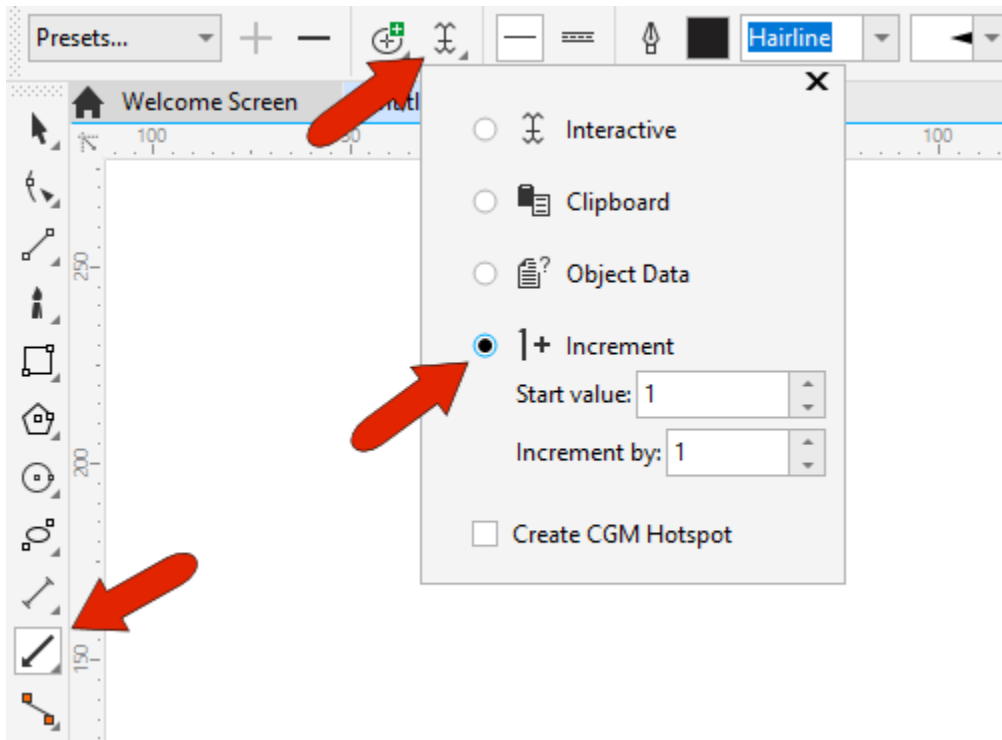 Presets...
Hairline
Welcome Screen
100
100
Interactive
Clipboard
Object Data
Increment
Start value: 1
Increment by: 1
Create CGM Hotspot
250
200
150